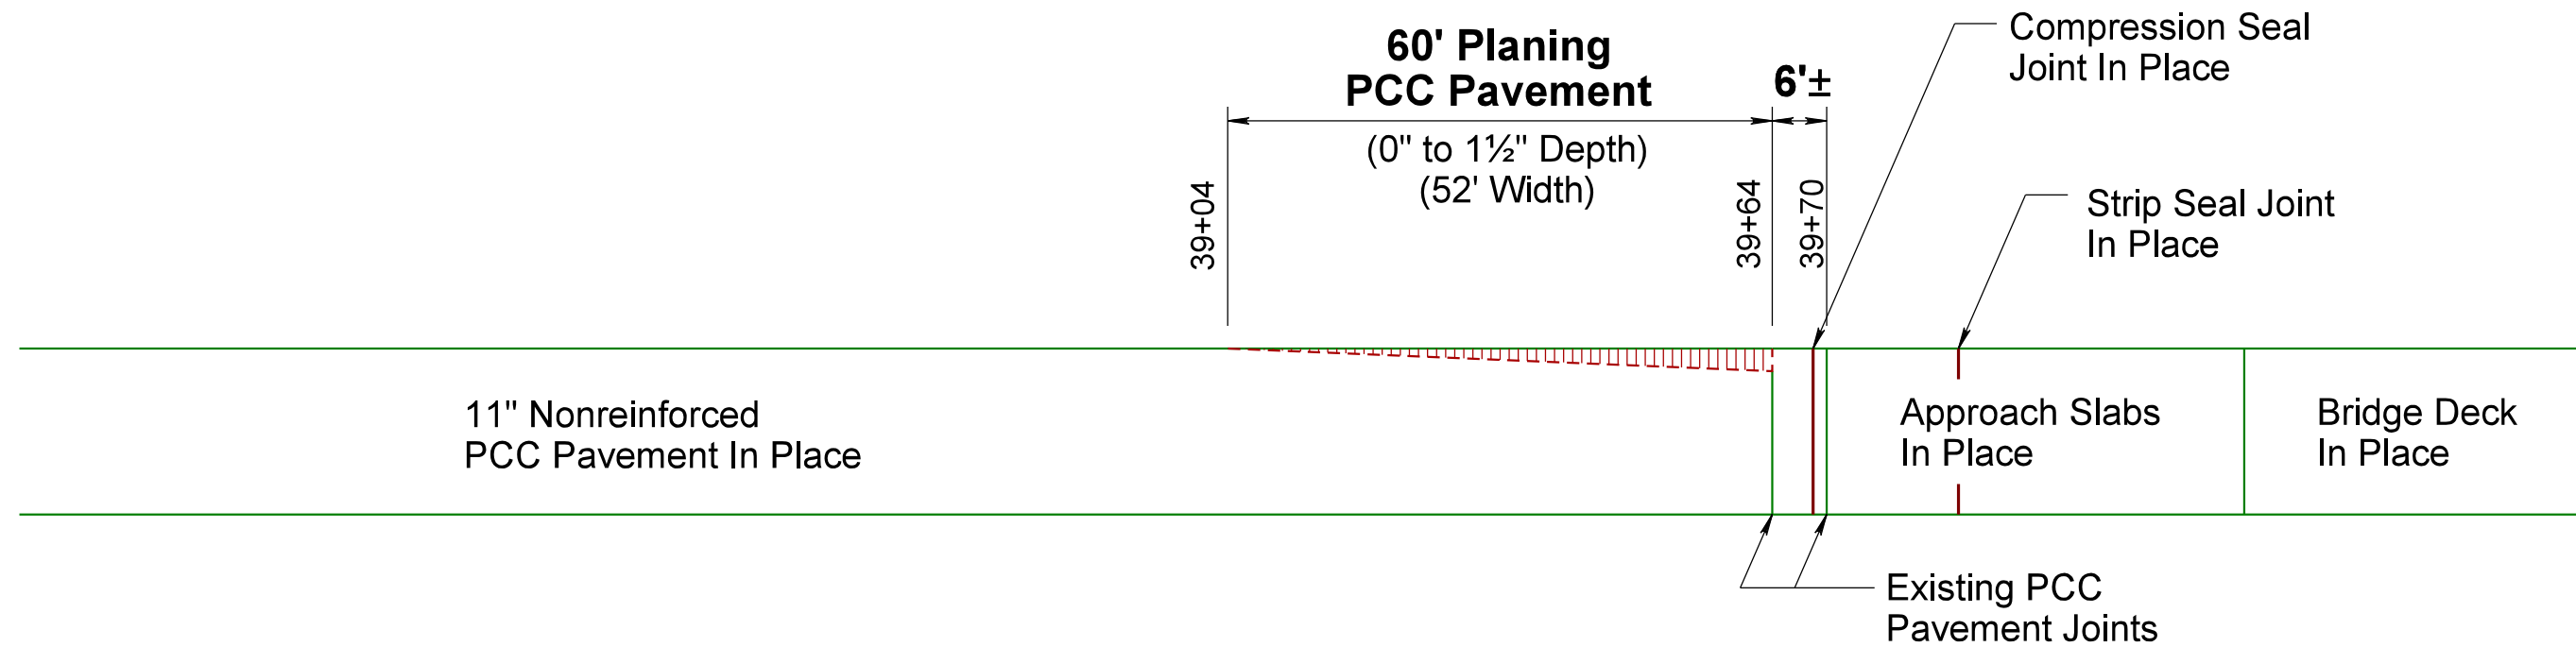 60' Planing
PCC Pavement
(0" to 1½" Depth)
(52' Width)
6'±
Compression Seal
Joint In Place
39+04
39+64
39+70
Strip Seal Joint
In Place
11" Nonreinforced
PCC Pavement In Place
Approach Slabs
In Place
Bridge Deck
In Place
Existing PCC
Pavement Joints